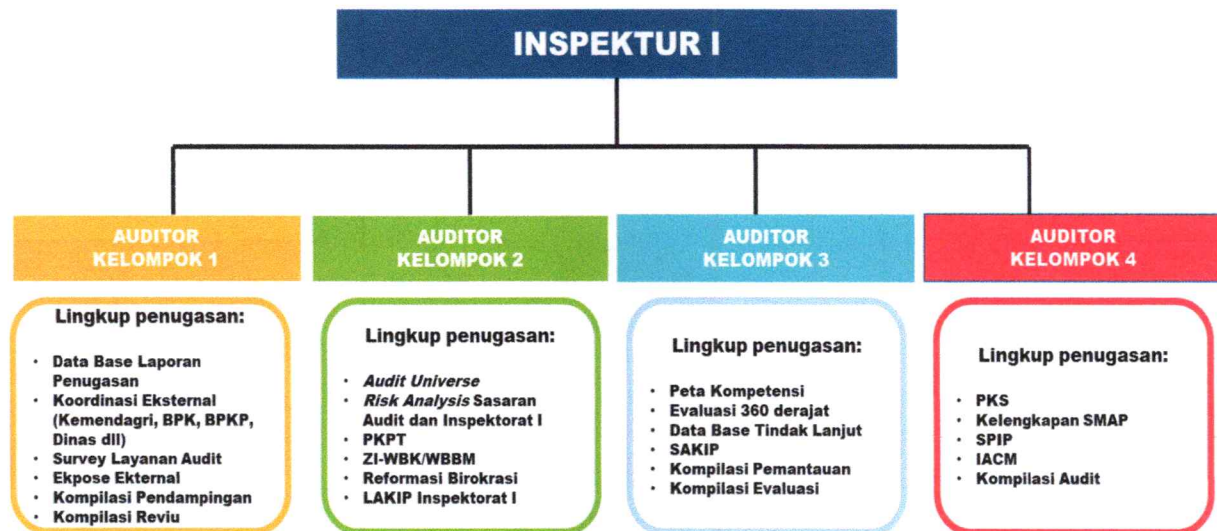 INSPEKTUR I
AUDITOR
KELOMPOK 1
Lingkup penugasan:
• Data Base Laporan
Penugasan
• Koordinasi Eksternal
(Kemendagri, BPK, BPKP,
Dinas dll)
• Survey Layanan Audit
• Ekpose Ekternal
• Kompilasi Pendampingan
• Kompilasi Reviu
AUDITOR
KELOMPOK 2
Lingkup penugasan:
• Audit Universe
• Risk Analysis Sasaran
Audit dan Inspektorat I
• PKPT
• ZI-WBK/WBBM
• Reformasi Birokrasi
• LAKIP Inspektorat I
AUDITOR
KELOMPOK 3
Lingkup penugasan:
• Peta Kompetensi
• Evaluasi 360 derajat
• Data Base Tindak Lanjut
• SAKIP
• Kompilasi Pemantauan
• Kompilasi Evaluasi
AUDITOR
KELOMPOK 4
Lingkup penugasan:
• PKS
• Kelengkapan SMAP
• SPIP
• IACM
• Kompilasi Audit